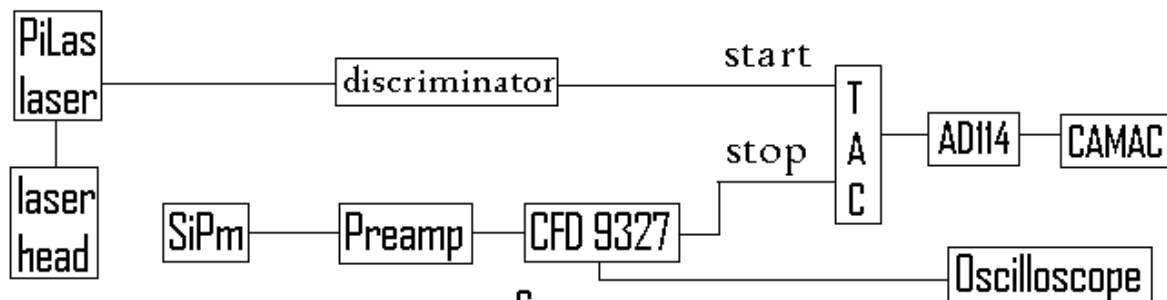 PiLas
laser
discriminator
start
stop
T
A
C
AD114
CAMAC
laser
head
SiPm
Preamp
CFD 9327
Oscilloscope